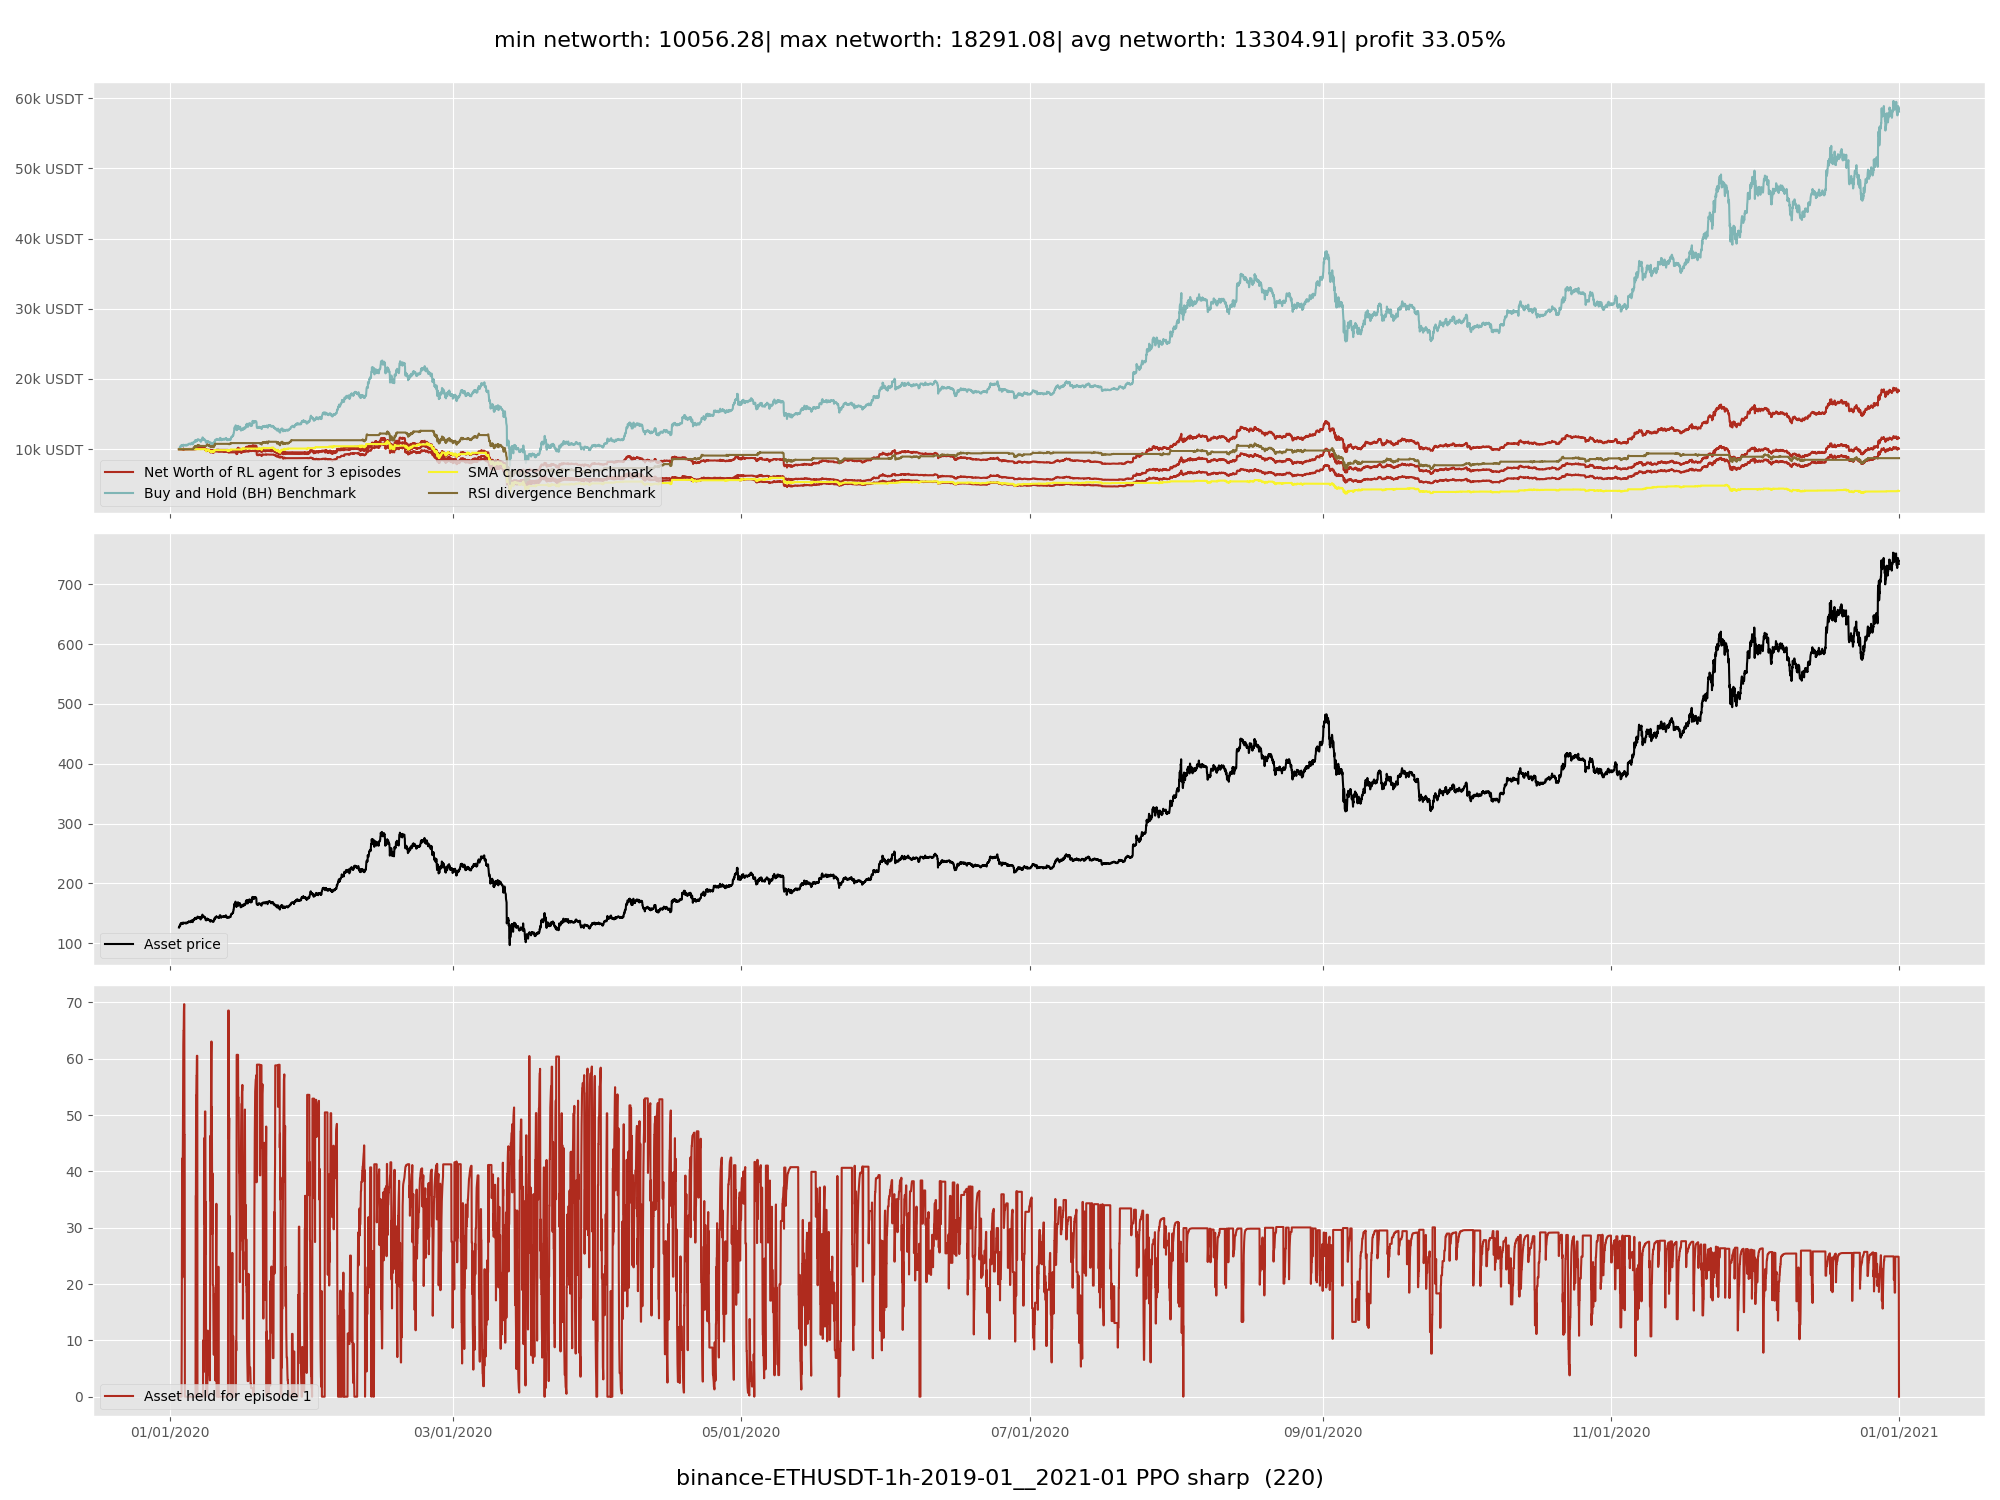 min networth: 10056.28| max networth: 18291.08| avg networth: 13304.91| profit 33.05%
60k USDT
50k USDT
40k USDT
30k USDT
20k USDT
10k USDT
Net Worth of RL agent for 3 episodes
Buy and Hold (BH) Benchmark
SMA crossover Benchmark
RSI divergence Benchmark
700
600
500
400
300
200
100
Asset price
70
60
50
40
30
20
10
0
Asset held for episode 1
01/01/2020 03/01/2020 05/01/2020 07/01/2020 09/01/2020 11/01/2020 01/01/2021
binance-ETHUSDT-1h-2019-01__2021-01 PPO sharp (220)